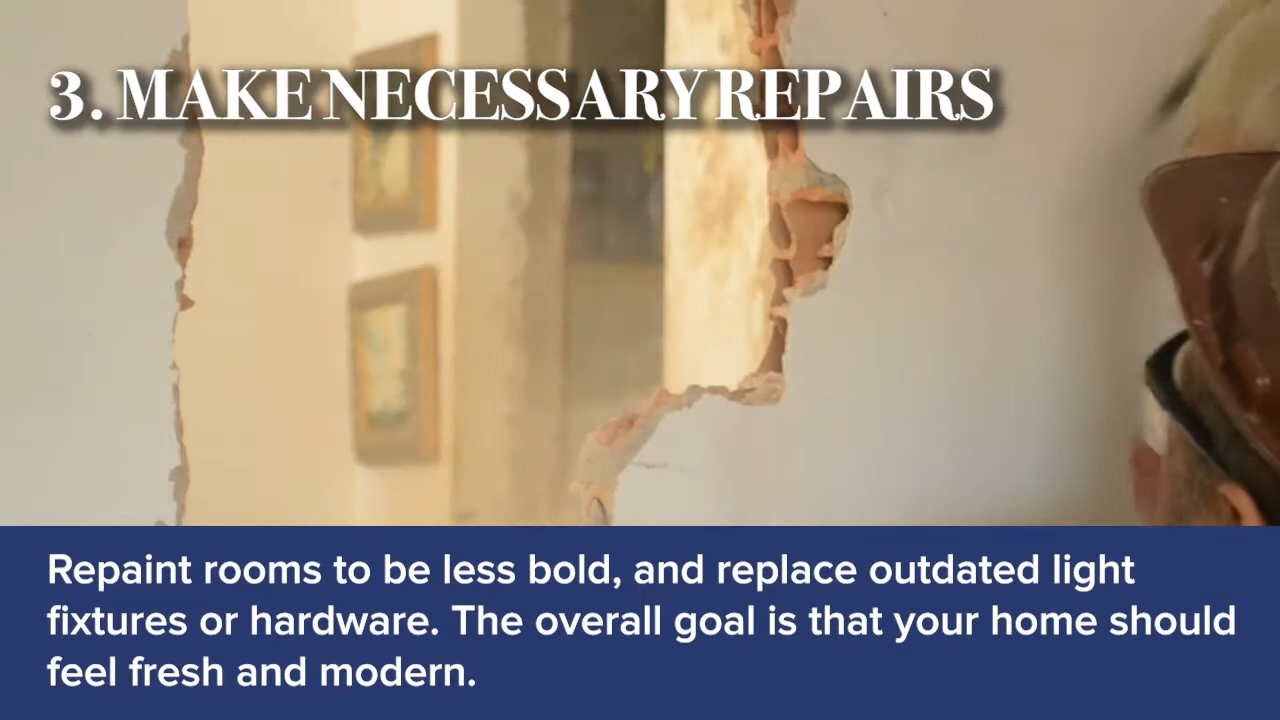 3. MAKE NECESSARY REPAIRS
Repaint rooms to be less bold, and replace outdated light
fixtures or hardware. The overall goal is that your home should
feel fresh and modern.